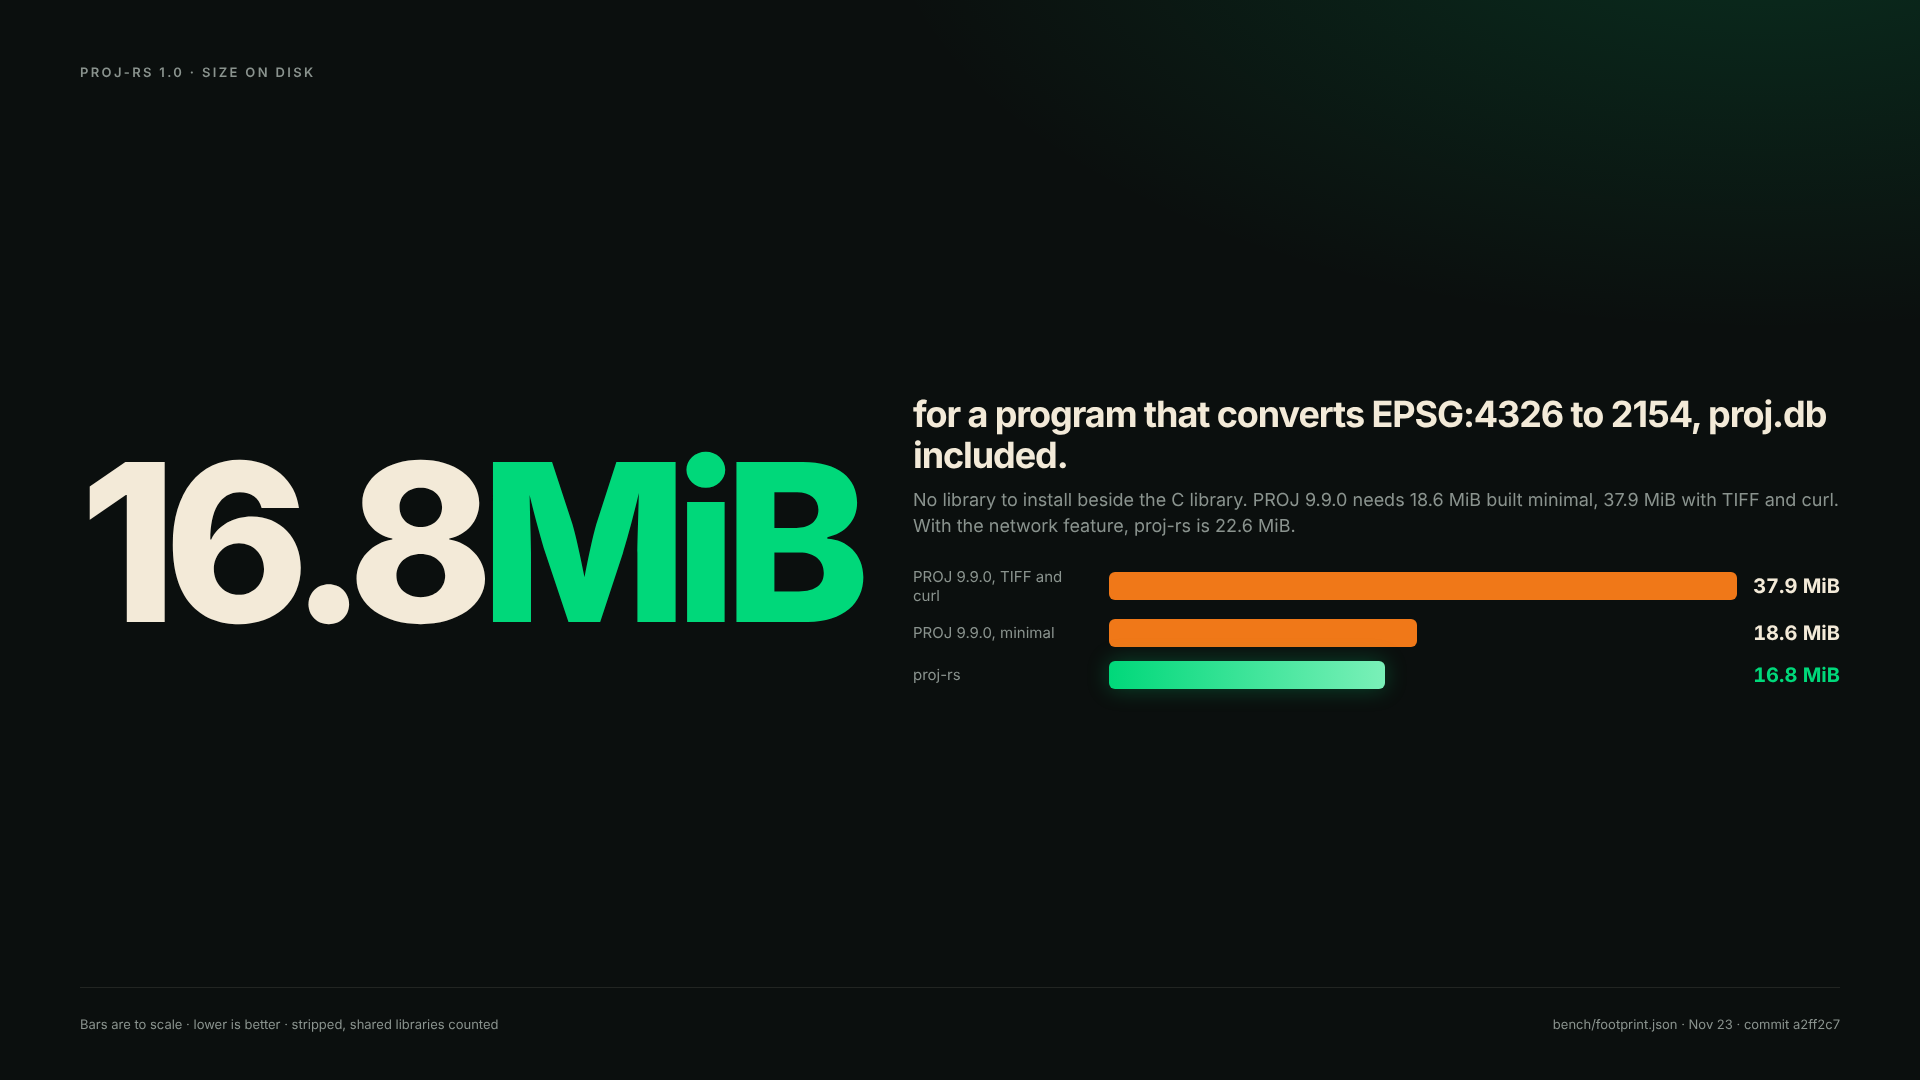 PROJ-RS 1.0 · SIZE ON DISK
16.8MiB
for a program that converts EPSG:4326 to 2154, proj.db
included.
No library to install beside the C library. PROJ 9.9.0 needs 18.6 MiB built minimal, 37.9 MiB with TIFF and curl.
With the network feature, proj-rs is 22.6 MiB.
PROJ 9.9.0, TIFF and
curl
37.9 MiB
PROJ 9.9.0, minimal
18.6 MiB
proj-rs
16.8 MiB
Bars are to scale · lower is better · stripped, shared libraries counted
bench/footprint.json · Nov 23 · commit a2ff2c7